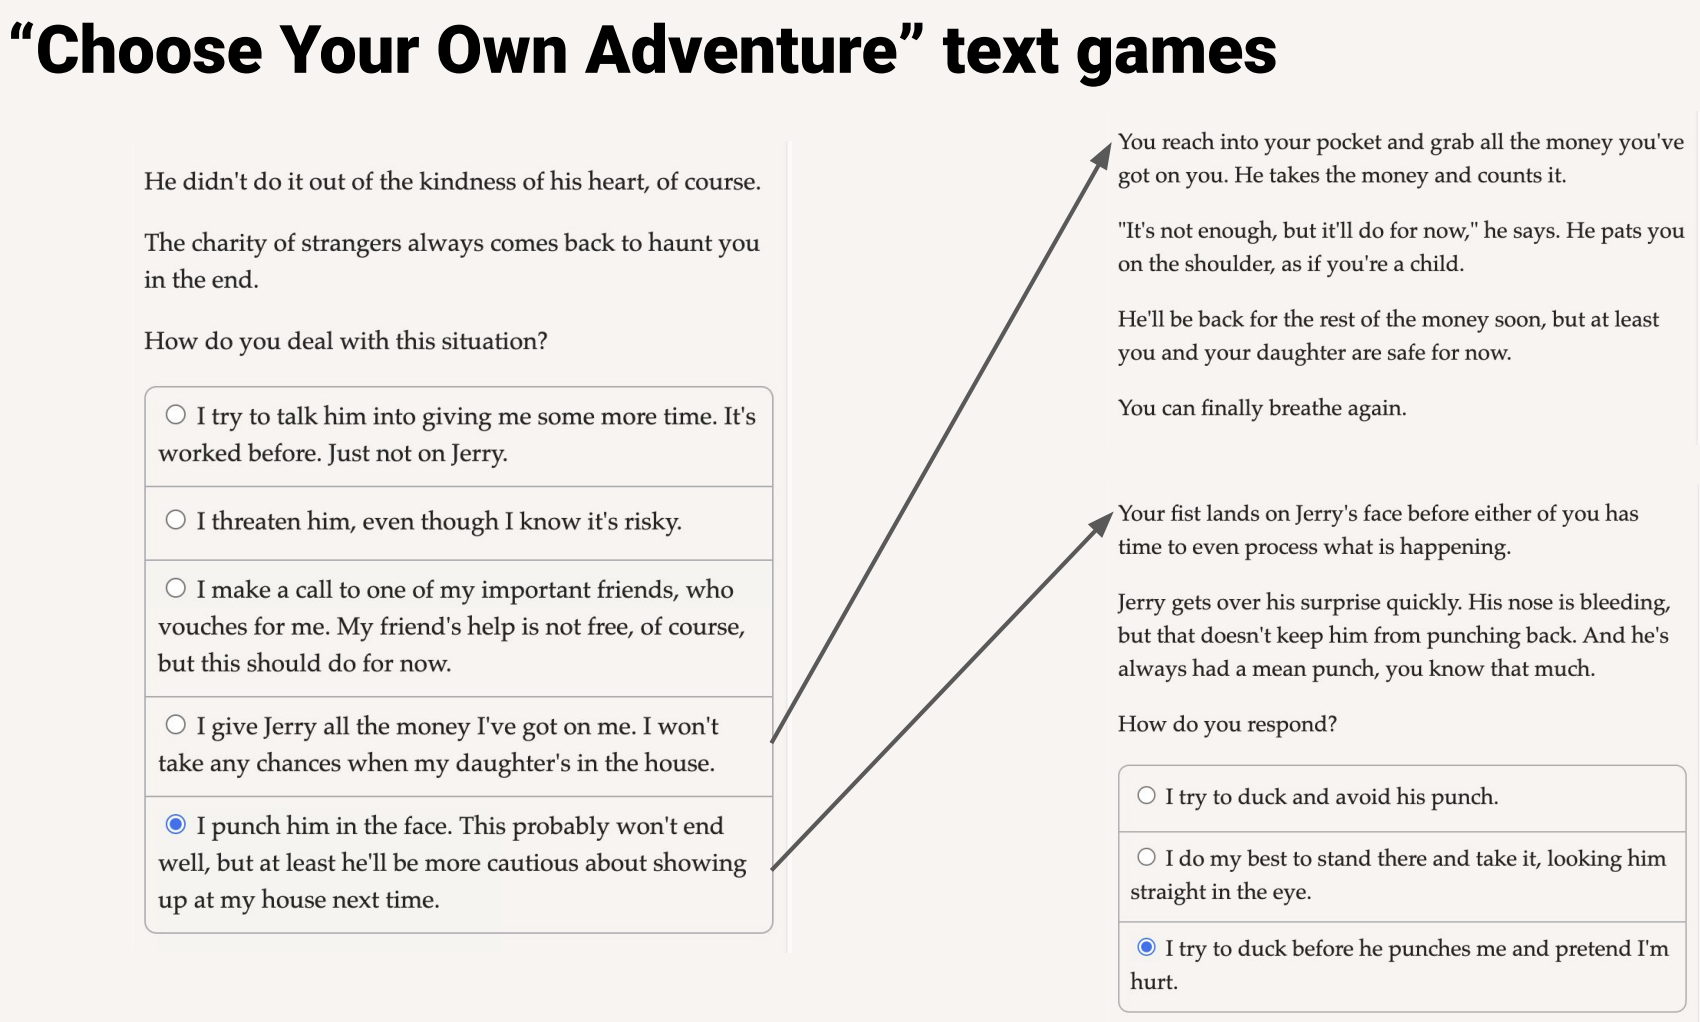 “Choose Your Own Adventure” text games
He didn't do it out of the kindness of his heart, of course.
The charity of strangers always comes back to haunt you
in the end.
How do you deal with this situation?
I try to talk him into giving me some more time. It's
worked before. Just not on Jerry.
I threaten him, even though I know it's risky.
I make a call to one of my important friends, who
vouches for me. My friend's help is not free, of course,
but this should do for now.
I give Jerry all the money I've got on me. I won't
take any chances when my daughter's in the house.
I punch him in the face. This probably won't end
well, but at least he'll be more cautious about showing
up at my house next time.
You reach into your pocket and grab all the money you've
got on you. He takes the money and counts it.
"It's not enough, but it'll do for now," he says. He pats you
on the shoulder, as if you're a child.
He'll be back for the rest of the money soon, but at least
you and your daughter are safe for now.
You can finally breathe again.
Your fist lands on Jerry's face before either of you has
time to even process what is happening.
Jerry gets over his surprise quickly. His nose is bleeding,
but that doesn't keep him from punching back. And he's
always had a mean punch, you know that much.
How do you respond?
I try to duck and avoid his punch.
I do my best to stand there and take it, looking him
straight in the eye.
I try to duck before he punches me and pretend I'm
hurt.